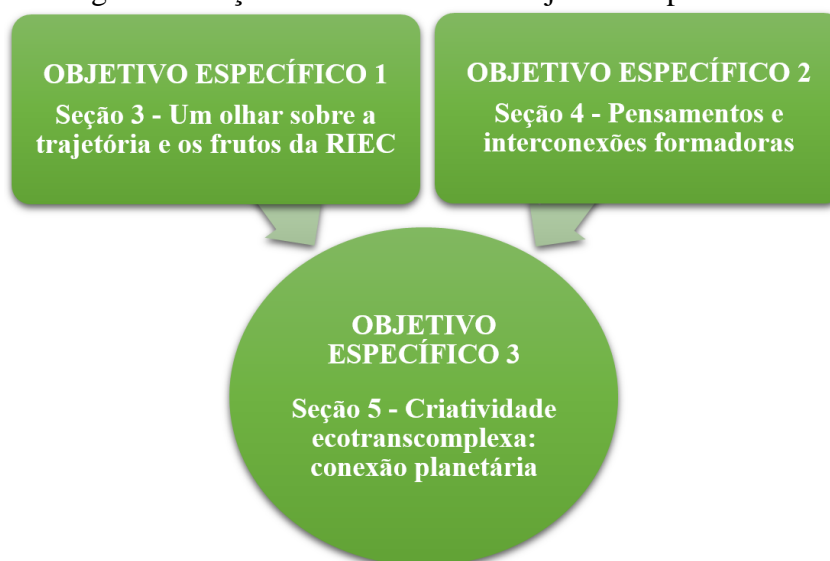 OBJETIVO ESPECÍFICO 1
Seção 3 - Um olhar sobre a
trajetória e os frutos da RIEC
OBJETIVO ESPECÍFICO 2
Seção 4 - Pensamentos e
interconexões formadoras
OBJETIVO
ESPECÍFICO 3
Seção 5 - Criatividade
ecotranscomplexa:
conexão planetária